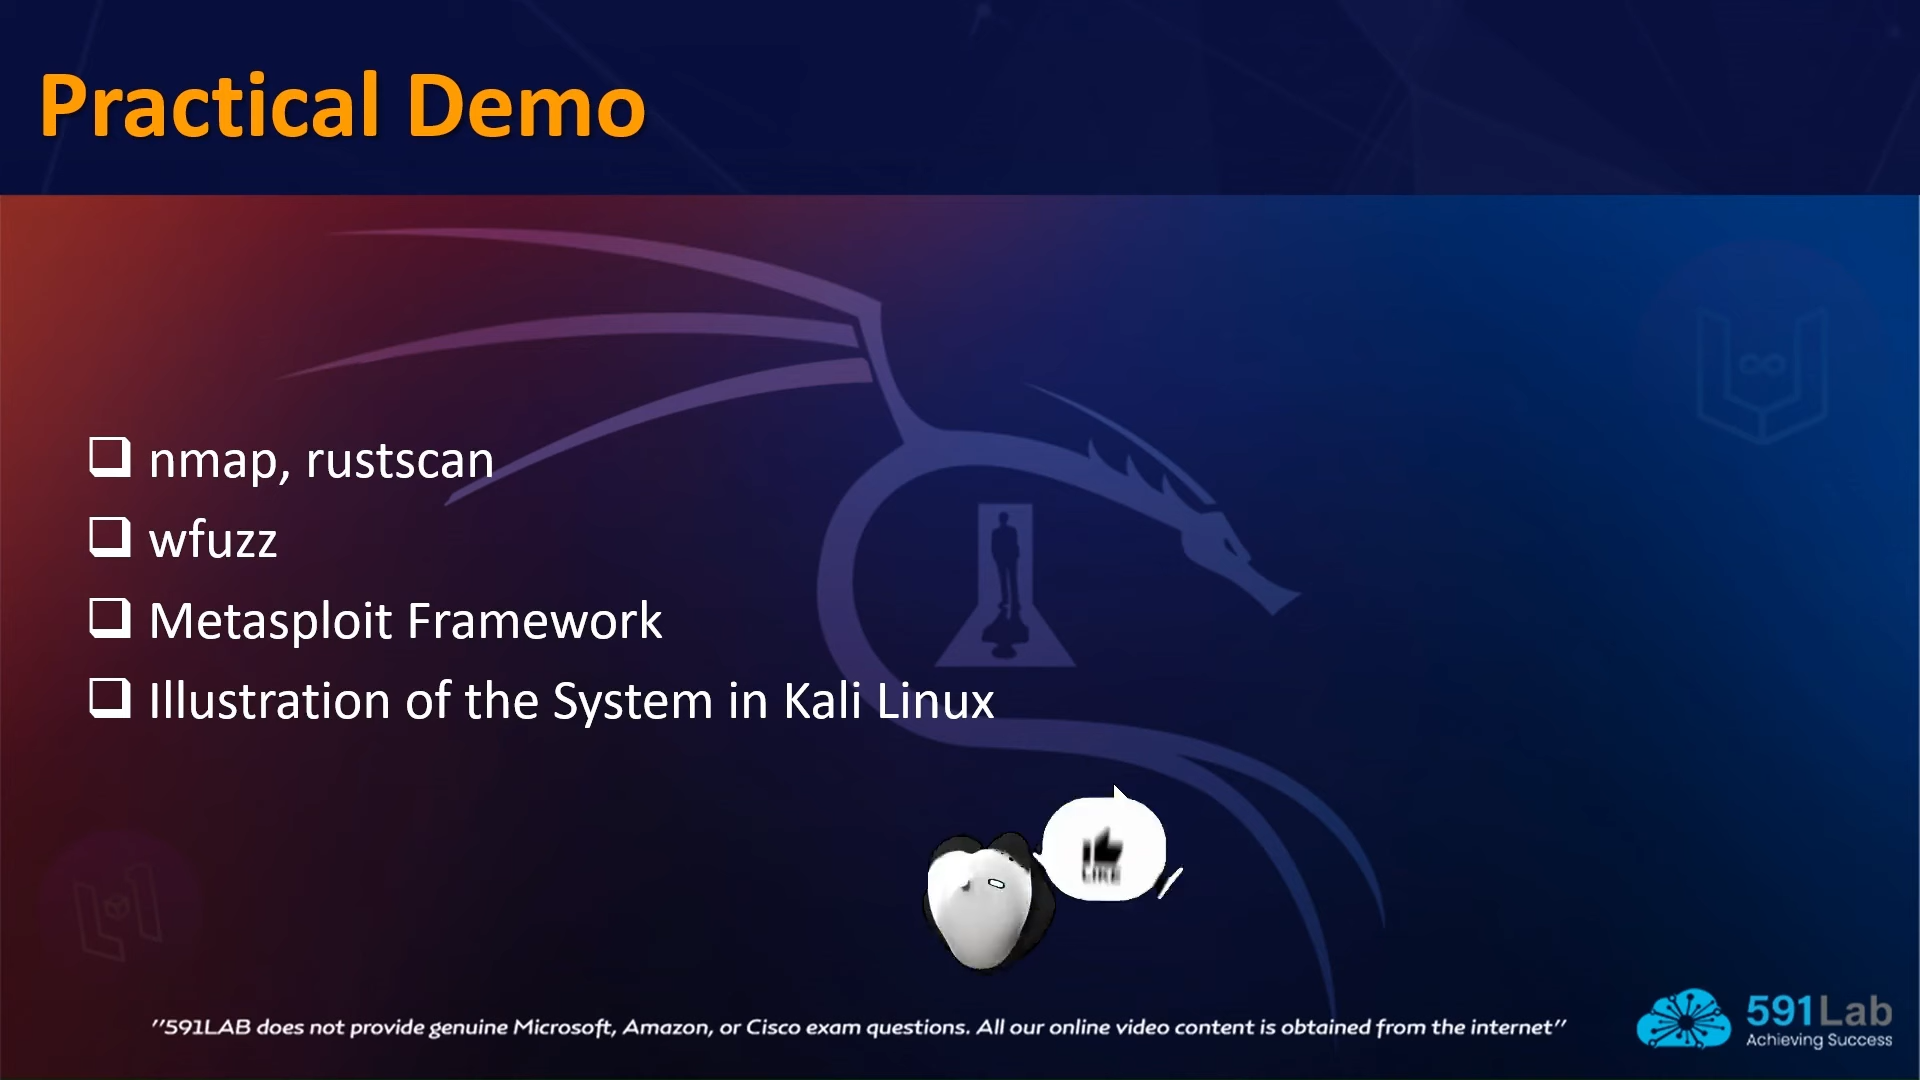 Practical Demo
nmap, rustscan
wfuzz
Metasploit Framework
Illustration of the System in Kali Linux
LIKE
''591LAB does not provide genuine Microsoft, Amazon, or Cisco exam questions. All our online video content is obtained from the internet''
591Lab
Achieving Success